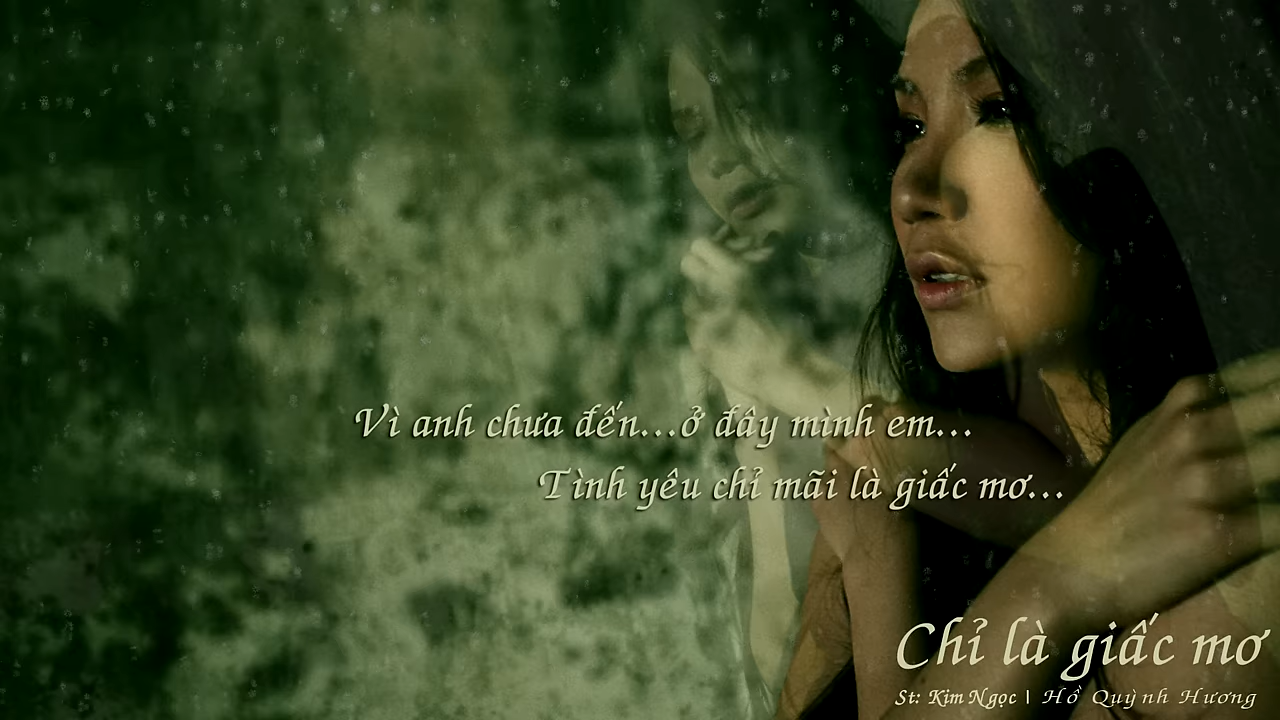 Vì anh chưa đến...ở đây mình em...
Tình yêu chỉ mãi là giấc mơ...
Chỉ là giấc mơ
St: Kim Ngọc | Hồ Quỳnh Hương